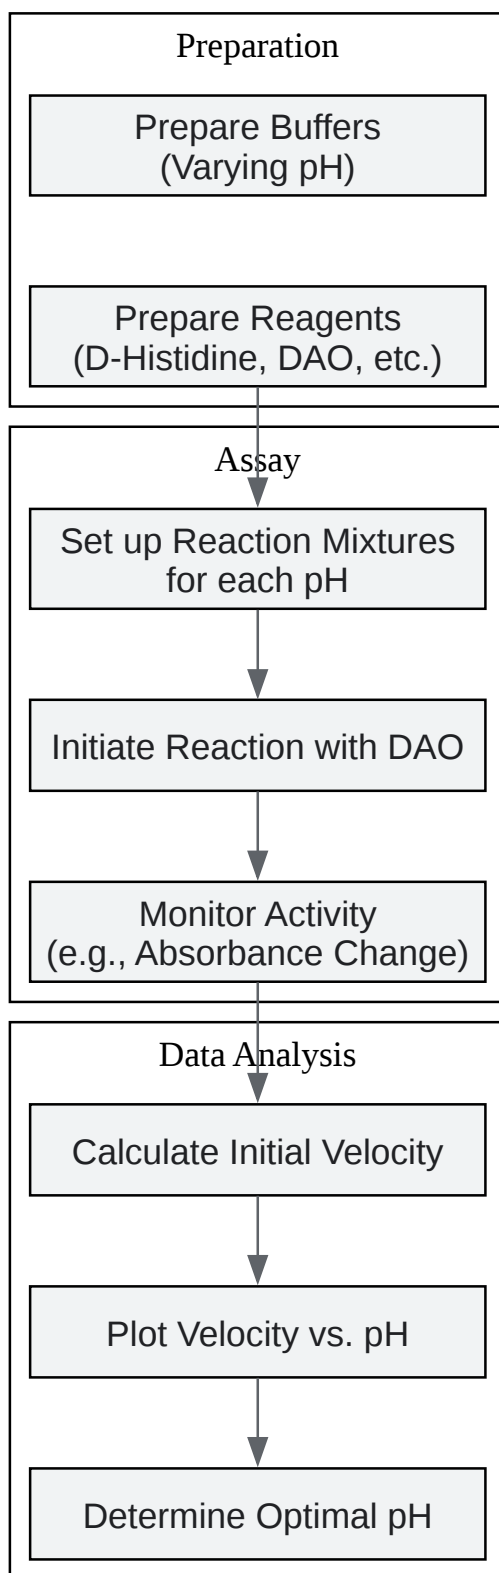 Preparation
Prepare Buffers
(Varying pH)
Prepare Reagents
(D-Histidine, DAO, etc.)
Assay
Set up Reaction Mixtures
for each pH
Initiate Reaction with DAO
Monitor Activity
(e.g., Absorbance Change)
Data Analysis
Calculate Initial Velocity
Plot Velocity vs. pH
Determine Optimal pH